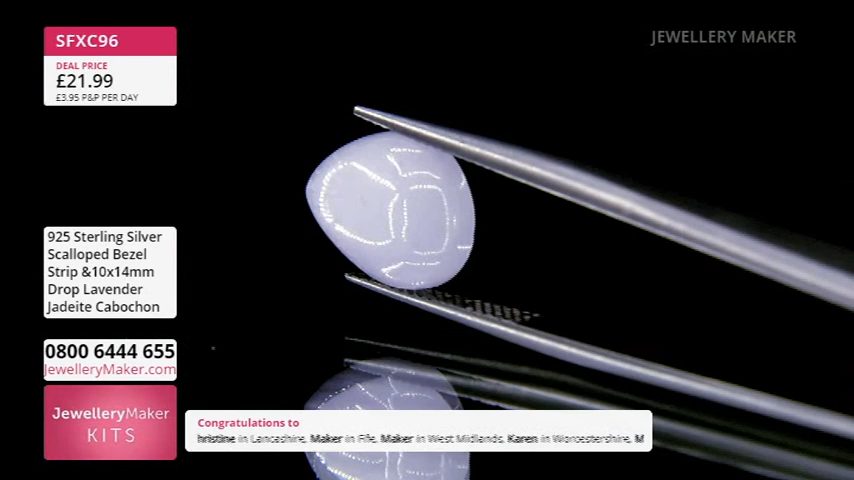 SFXC96
DEAL PRICE
£21.99
£3.95 P&P PER DAY
JEWELLERY MAKER
925 Sterling Silver
Scalloped Bezel
Strip &10x14mm
Drop Lavender
Jadeite Cabochon
0800 6444 655
JewelleryMaker.com
JewelleryMaker
KITS
Congratulations to
hristine in Lancashire, Maker in Fife, Maker in West Midlands, Karen in Worcestershire, M